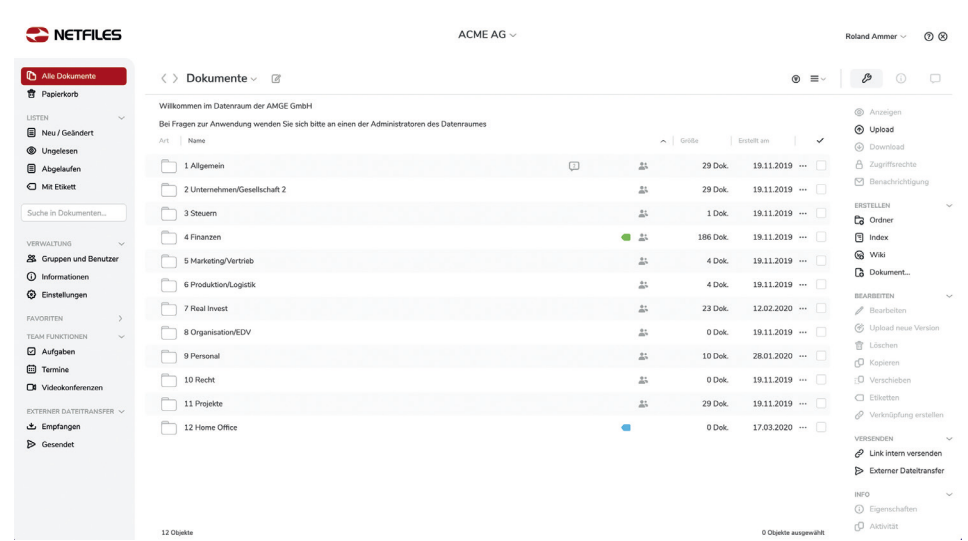 NETFILES
ACME AG
Roland Ammer
Alle Dokumente
Papierkorb
LISTEN
Neu / Geändert
Ungelesen
Abgelaufen
Mit Etikett
Suche in Dokumenten...
VERWALTUNG
Gruppen und Benutzer
Informationen
Einstellungen
FAVORITEN
TEAM FUNKTIONEN
Aufgaben
Termine
Videokonferenzen
EXTERNER DATEITRANSFER
Empfangen
Gesendet
Dokumente
Willkommen im Datenraum der AMGE GmbH
Bei Fragen zur Anwendung wenden Sie sich bitte an einen der Administratoren des Datenraumes
Art Name Größe Erstellt am
1 Allgemein 29 Dok. 19.11.2019
2 Unternehmen/Gesellschaft 2 29 Dok. 19.11.2019
3 Steuern 1 Dok. 19.11.2019
4 Finanzen 186 Dok. 19.11.2019
5 Marketing/Vertrieb 4 Dok. 19.11.2019
6 Produktion/Logistik 4 Dok. 19.11.2019
7 Real Invest 23 Dok. 12.02.2020
8 Organisation/EDV 0 Dok. 19.11.2019
9 Personal 10 Dok. 28.01.2020
10 Recht 0 Dok. 19.11.2019
11 Projekte 29 Dok. 19.11.2019
12 Home Office 0 Dok. 17.03.2020
12 Objekte 0 Objekte ausgewählt
Anzeigen
Upload
Download
Zugriffsrechte
Benachrichtigung
ERSTELLEN
Ordner
Index
Wiki
Dokument...
BEARBEITEN
Bearbeiten
Upload neue Version
Löschen
Kopieren
Verschieben
Etiketten
Verknüpfung erstellen
VERSENDEN
Link intern versenden
Externer Dateitransfer
INFO
Eigenschaften
Aktivität